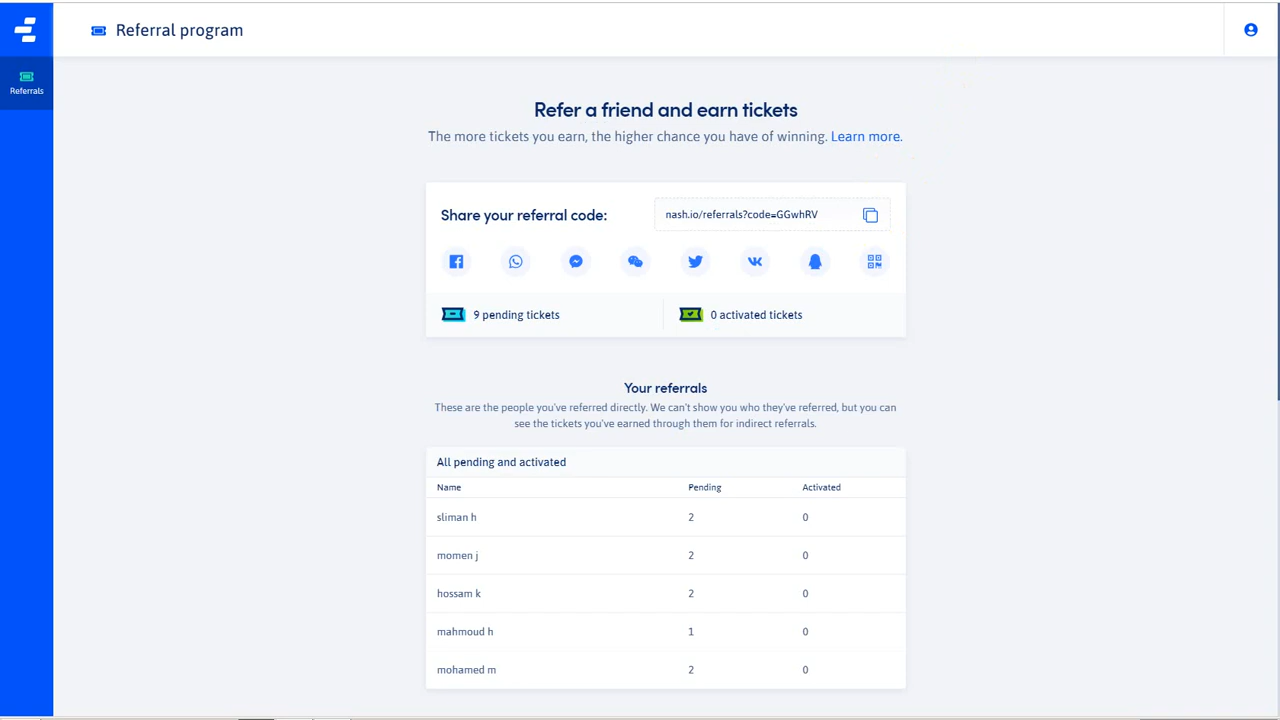 Referral program
Referrals
Refer a friend and earn tickets
The more tickets you earn, the higher chance you have of winning. Learn more.
Share your referral code:
nash.io/referrals?code=GGwhRV
9 pending tickets
0 activated tickets
Your referrals
These are the people you've referred directly. We can't show you who they've referred, but you can
see the tickets you've earned through them for indirect referrals.
All pending and activated
Name Pending Activated
sliman h 2 0
momen j 2 0
hossam k 2 0
mahmoud h 1 0
mohamed m 2 0